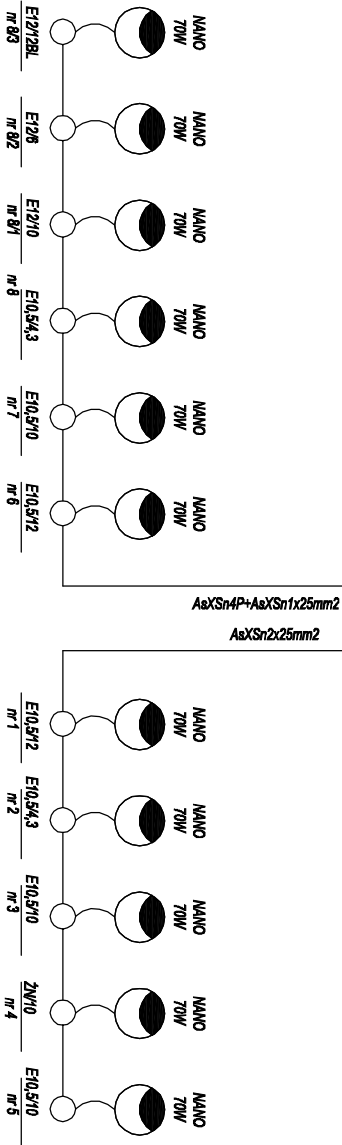 NANO
70W
E12/12BL
nr 8/3
NANO
70W
E12/6
nr 8/2
NANO
70W
E12/10
nr 8/1
NANO
70W
E10,5/4,3
nr 8
NANO
70W
E10,5/10
nr 7
NANO
70W
E10,5/12
nr 6
AsXSn4P+AsXSn1x25mm2
AsXSn2x25mm2
NANO
70W
E10,5/12
nr 1
NANO
70W
E10,5/4,3
nr 2
NANO
70W
E10,5/10
nr 3
NANO
70W
ŻN/10
nr 4
NANO
70W
E10,5/10
nr 5